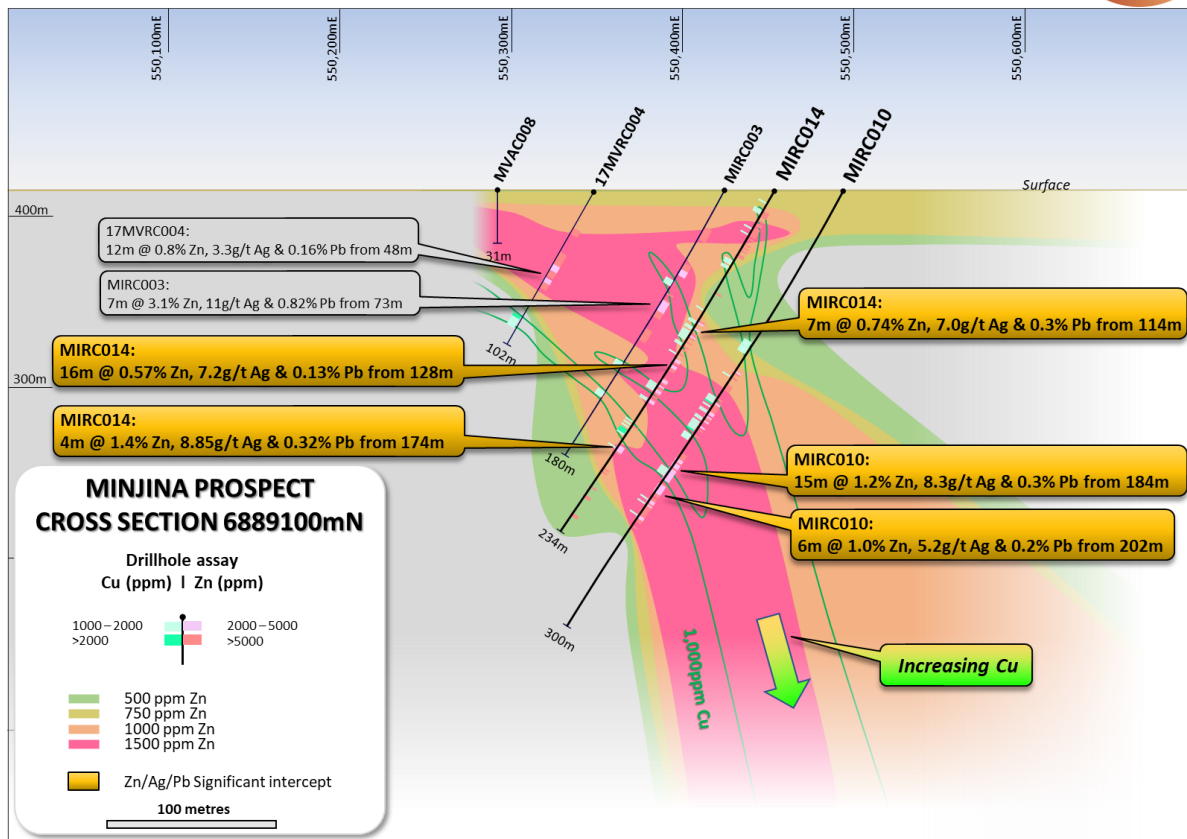 550,100mE
550,200mE
550,300mE
550,400mE
550,500mE
550,600mE
MVAC008
17MVRC004
MIRC003
MIRC014
MIRC010
Surface
400m
300m
17MVRC004:
12m @ 0.8% Zn, 3.3g/t Ag & 0.16% Pb from 48m
31m
MIRC003:
7m @ 3.1% Zn, 11g/t Ag & 0.82% Pb from 73m
MIRC014:
7m @ 0.74% Zn, 7.0g/t Ag & 0.3% Pb from 114m
102m
MIRC014:
16m @ 0.57% Zn, 7.2g/t Ag & 0.13% Pb from 128m
MIRC014:
4m @ 1.4% Zn, 8.85g/t Ag & 0.32% Pb from 174m
180m
MIRC010:
15m @ 1.2% Zn, 8.3g/t Ag & 0.3% Pb from 184m
MIRC010:
6m @ 1.0% Zn, 5.2g/t Ag & 0.2% Pb from 202m
234m
300m
1,000ppm Cu
Increasing Cu
MINJINA PROSPECT
CROSS SECTION 6889100mN
Drillhole assay
Cu (ppm) I Zn (ppm)
1000–2000
2000–5000
>2000
>5000
500 ppm Zn
750 ppm Zn
1000 ppm Zn
1500 ppm Zn
Zn/Ag/Pb Significant intercept
100 metres